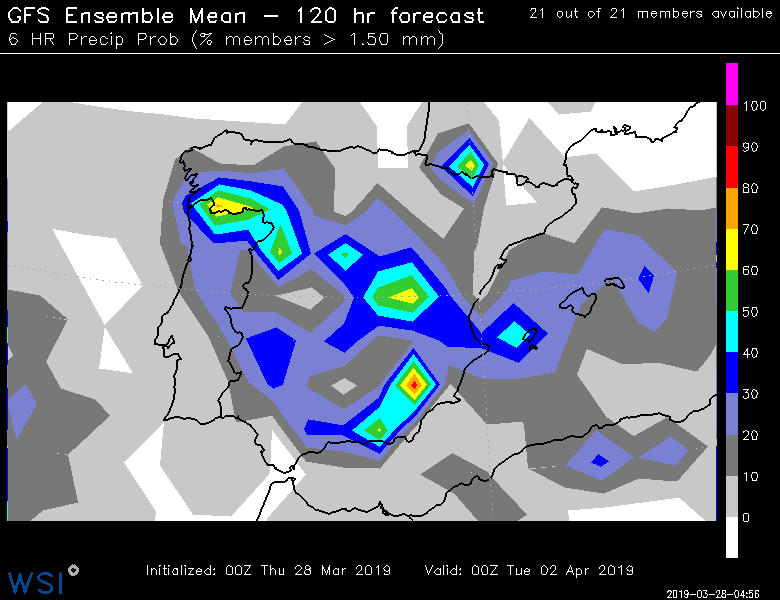 GFS Ensemble Mean – 120 hr forecast
21 out of 21 members available
6 HR Precip Prob (% members > 1.50 mm)
100
90
80
70
60
50
40
30
20
10
0
Initialized: 00Z Thu 28 Mar 2019 Valid: 00Z Tue 02 Apr 2019
WSI
2019-03-28-04:56